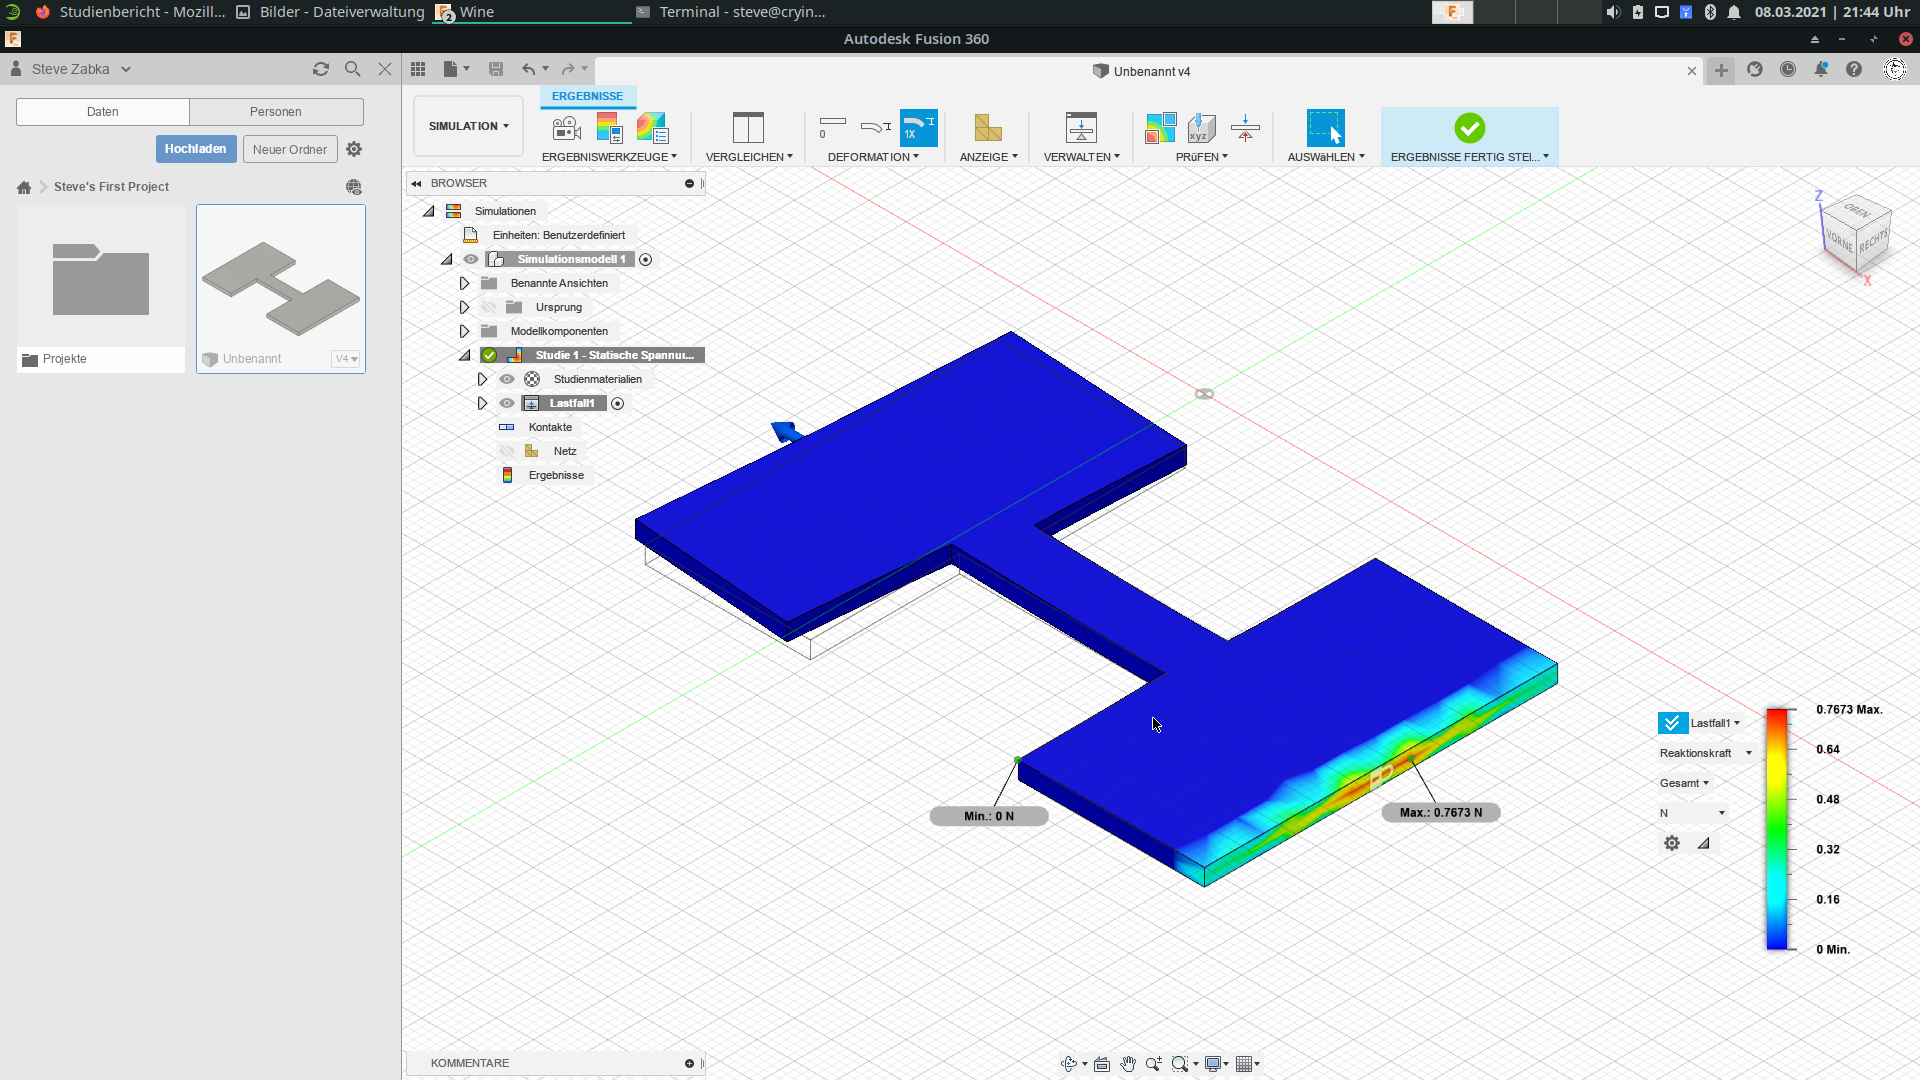 Studienbericht - Mozill...
Bilder - Dateiverwaltung
2
Wine
Terminal - steve@cryin...
08.03.2021 | 21:44 Uhr
Autodesk Fusion 360
Steve Zabka
Unbenannt v4
Daten
Personen
Hochladen
Neuer Ordner
Steve's First Project
Projekte
Unbenannt
V4
ERGEBNISSE
SIMULATION
ERGEBNISWERKZEUGE
VERGLEICHEN
0
1X
DEFORMATION
ANZEIGE
VERWALTEN
xyz
PRüFEN
AUSWäHLEN
ERGEBNISSE FERTIG STEL...
BROWSER
Simulationen
Einheiten: Benutzerdefiniert
Simulationsmodell 1
Benannte Ansichten
Ursprung
Modellkomponenten
Studie 1 - Statische Spannu...
Studienmaterialien
Lastfall1
Kontakte
Netz
Ergebnisse
Z
OBEN
VORNE
RECHTS
X
Min.: 0 N
Max.: 0.7673 N
Lastfall1
Reaktionskraft
Gesamt
N
0.7673 Max.
0.64
0.48
0.32
0.16
0 Min.
KOMMENTARE